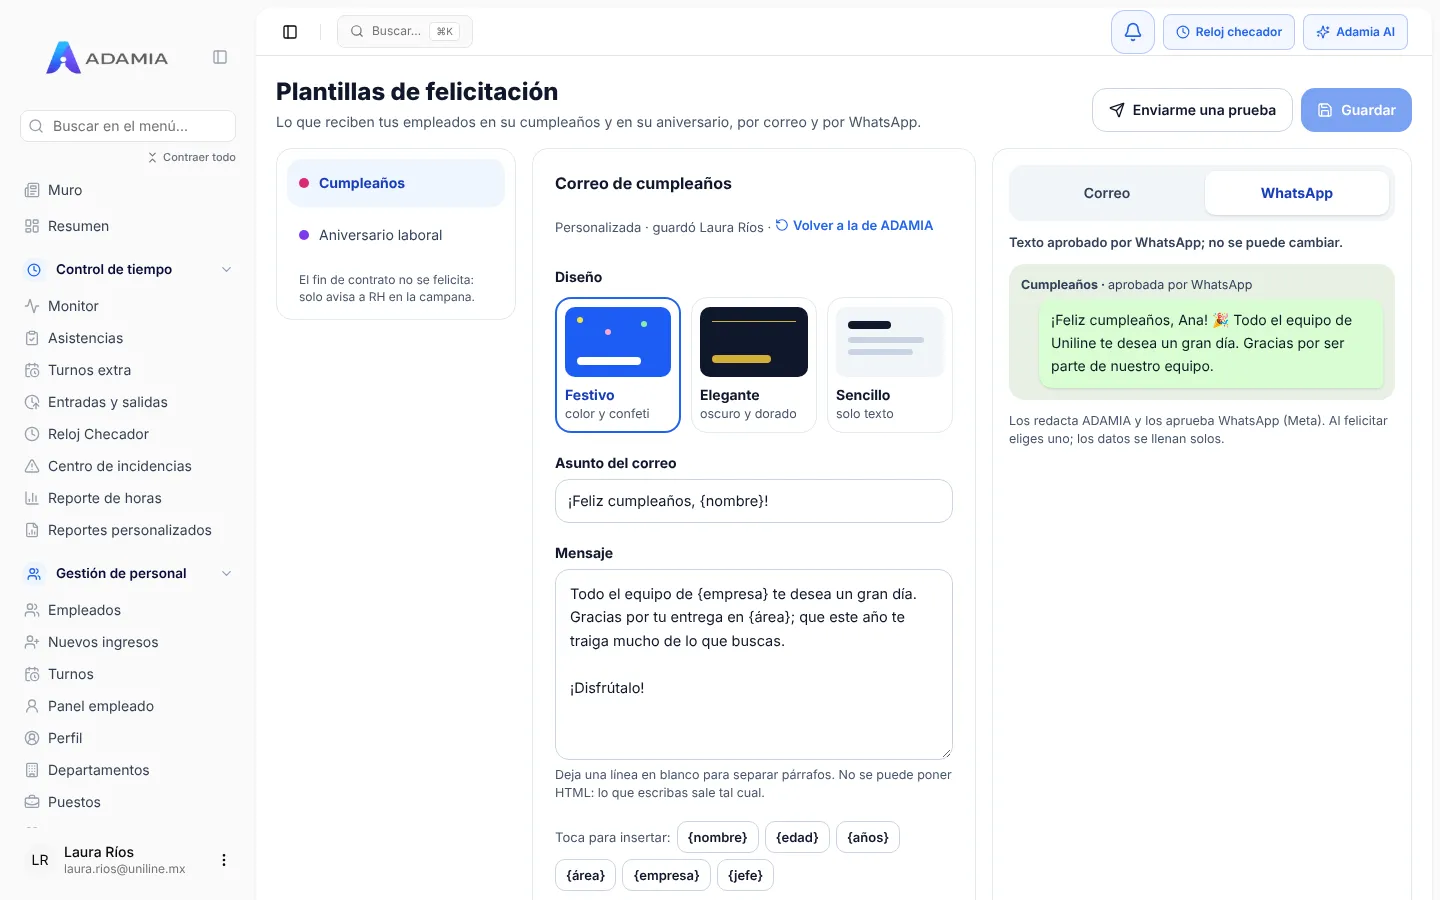 ADAMIA
Buscar en el menú...
Contraer todo
Muro
Resumen
Control de tiempo
Monitor
Asistencias
Turnos extra
Entradas y salidas
Reloj Checador
Centro de incidencias
Reporte de horas
Reportes personalizados
Gestión de personal
Empleados
Nuevos ingresos
Turnos
Panel empleado
Perfil
Departamentos
Puestos
LR
Laura Ríos
laura.rios@uniline.mx
Buscar... ⌘K
Reloj checador
Adamia AI
Plantillas de felicitación
Lo que reciben tus empleados en su cumpleaños y en su aniversario, por correo y por WhatsApp.
Enviarme una prueba
Guardar
Cumpleaños
Aniversario laboral
El fin de contrato no se felicita:
solo avisa a RH en la campana.
Correo de cumpleaños
Personalizada · guardó Laura Ríos · Volver a la de ADAMIA
Diseño
Festivo
color y confeti
Elegante
oscuro y dorado
Sencillo
solo texto
Asunto del correo
¡Feliz cumpleaños, {nombre}!
Mensaje
Todo el equipo de {empresa} te desea un gran día.
Gracias por tu entrega en {área}; que este año te
traiga mucho de lo que buscas.
¡Disfrútalo!
Deja una línea en blanco para separar párrafos. No se puede poner
HTML: lo que escribas sale tal cual.
Toca para insertar: {nombre} {edad} {años}
{área} {empresa} {jefe}
Correo
WhatsApp
Texto aprobado por WhatsApp; no se puede cambiar.
Cumpleaños · aprobada por WhatsApp
¡Feliz cumpleaños, Ana! 🎉 Todo el equipo de
Uniline te desea un gran día. Gracias por ser
parte de nuestro equipo.
Los redacta ADAMIA y los aprueba WhatsApp (Meta). Al felicitar
eliges uno; los datos se llenan solos.